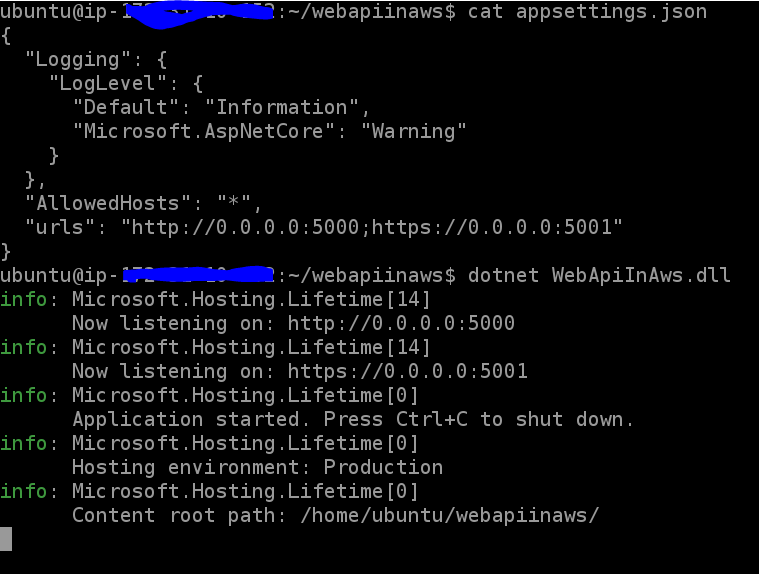 ubuntu@ip-:~/webapiinaws$ cat appsettings.json
{
  "Logging": {
    "LogLevel": {
      "Default": "Information",
      "Microsoft.AspNetCore": "Warning"
    }
  },
  "AllowedHosts": "*",
  "urls": "http://0.0.0.0:5000;https://0.0.0.0:5001"
}
ubuntu@ip-:~/webapiinaws$ dotnet WebApiInAws.dll
info: Microsoft.Hosting.Lifetime[14]
      Now listening on: http://0.0.0.0:5000
info: Microsoft.Hosting.Lifetime[14]
      Now listening on: https://0.0.0.0:5001
info: Microsoft.Hosting.Lifetime[0]
      Application started. Press Ctrl+C to shut down.
info: Microsoft.Hosting.Lifetime[0]
      Hosting environment: Production
info: Microsoft.Hosting.Lifetime[0]
      Content root path: /home/ubuntu/webapiinaws/